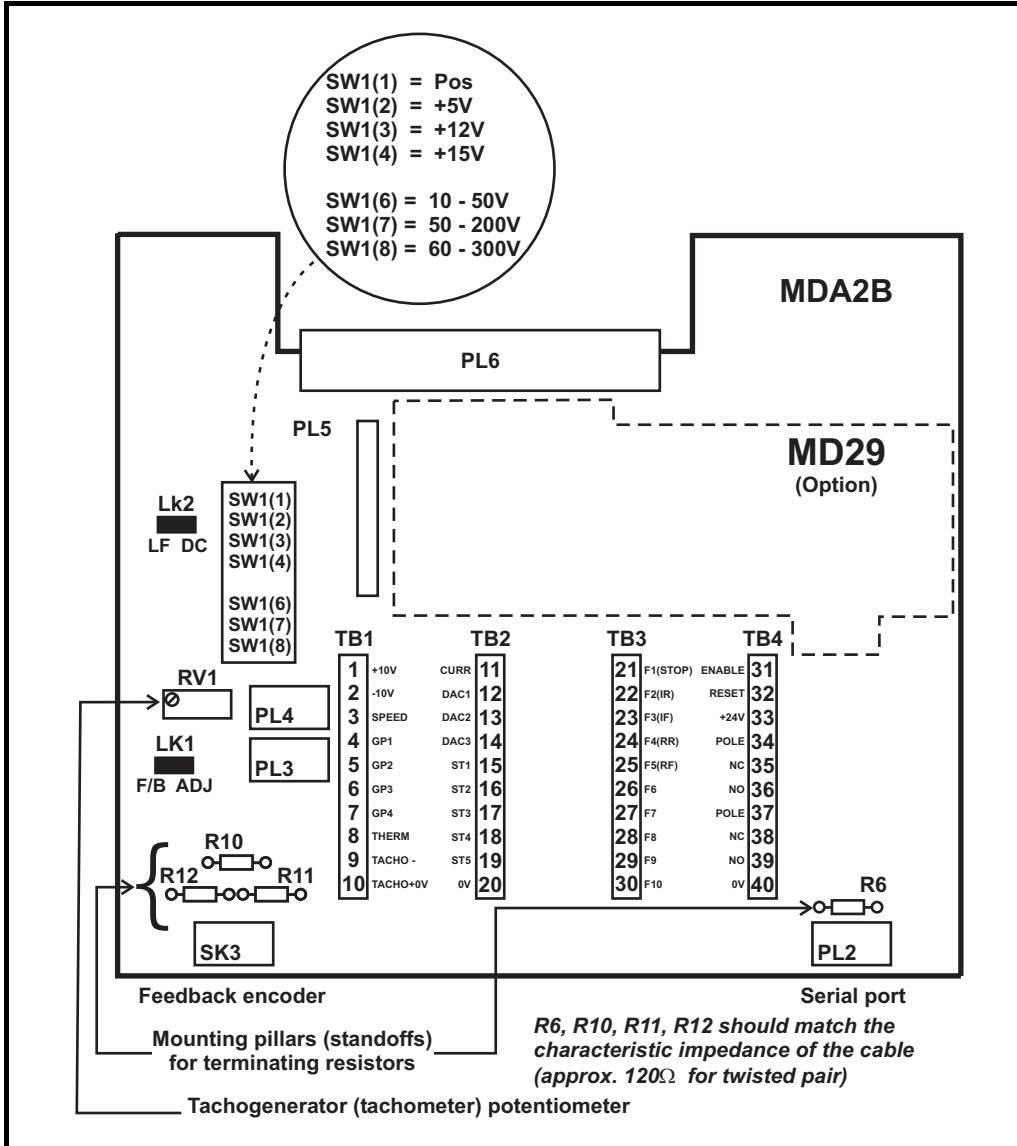 SW1(1) = Pos
SW1(2) = +5V
SW1(3) = +12V
SW1(4) = +15V
SW1(6) = 10 - 50V
SW1(7) = 50 - 200V
SW1(8) = 60 - 300V
MDA2B
PL6
PL5
MD29
(Option)
Lk2
LF DC
SW1(1)
SW1(2)
SW1(3)
SW1(4)
SW1(6)
SW1(7)
SW1(8)
RV1
PL4
LK1
PL3
F/B ADJ
TB1
1 +10V
2 -10V
3 SPEED
4 GP1
5 GP2
6 GP3
7 GP4
8 THERM
9 TACHO -
10 TACHO+0V
TB2
CURR 11
DAC1 12
DAC2 13
DAC3 14
ST1 15
ST2 16
ST3 17
ST4 18
ST5 19
0V 20
TB3
21 F1(STOP)
22 F2(IR)
23 F3(IF)
24 F4(RR)
25 F5(RF)
26 F6
27 F7
28 F8
29 F9
30 F10
TB4
ENABLE 31
RESET 32
+24V 33
POLE 34
NC 35
NO 36
POLE 37
NC 38
NO 39
0V 40
R10
R12
R11
R6
SK3
PL2
Feedback encoder
Serial port
Mounting pillars (standoffs)
for terminating resistors
R6, R10, R11, R12 should match the
characteristic impedance of the cable
(approx. 120Ω for twisted pair)
Tachogenerator (tachometer) potentiometer